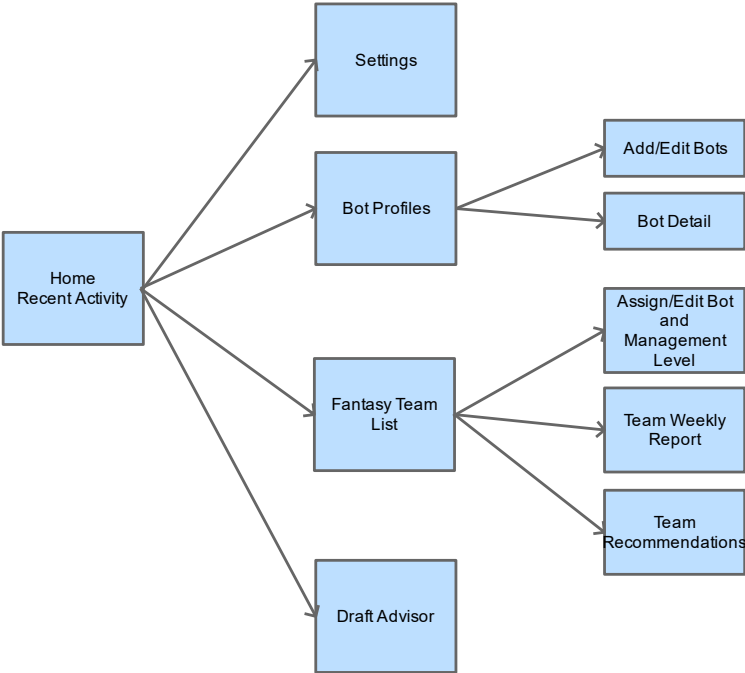 Settings
Add/Edit Bots
Bot Profiles
Bot Detail
Home
Recent Activity
Assign/Edit Bot
and
Management
Level
Fantasy Team
List
Team Weekly
Report
Team
Recommendations
Draft Advisor